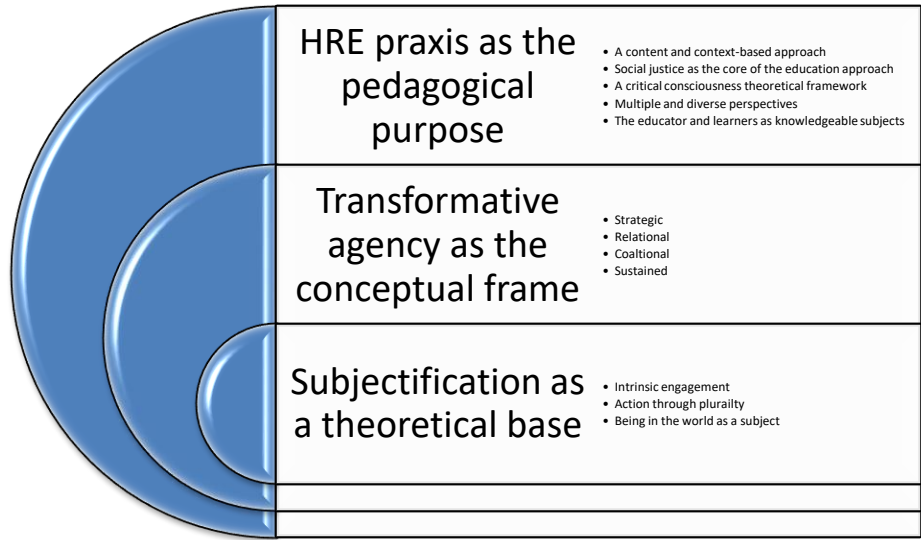 HRE praxis as the
pedagogical
purpose
• A content and context-based approach
• Social justice as the core of the education approach
• A critical consciousness theoretical framework
• Multiple and diverse perspectives
• The educator and learners as knowledgeable subjects
Transformative
agency as the
conceptual frame
• Strategic
• Relational
• Coaltional
• Sustained
Subjectification as
a theoretical base
• Intrinsic engagement
• Action through plurailty
• Being in the world as a subject